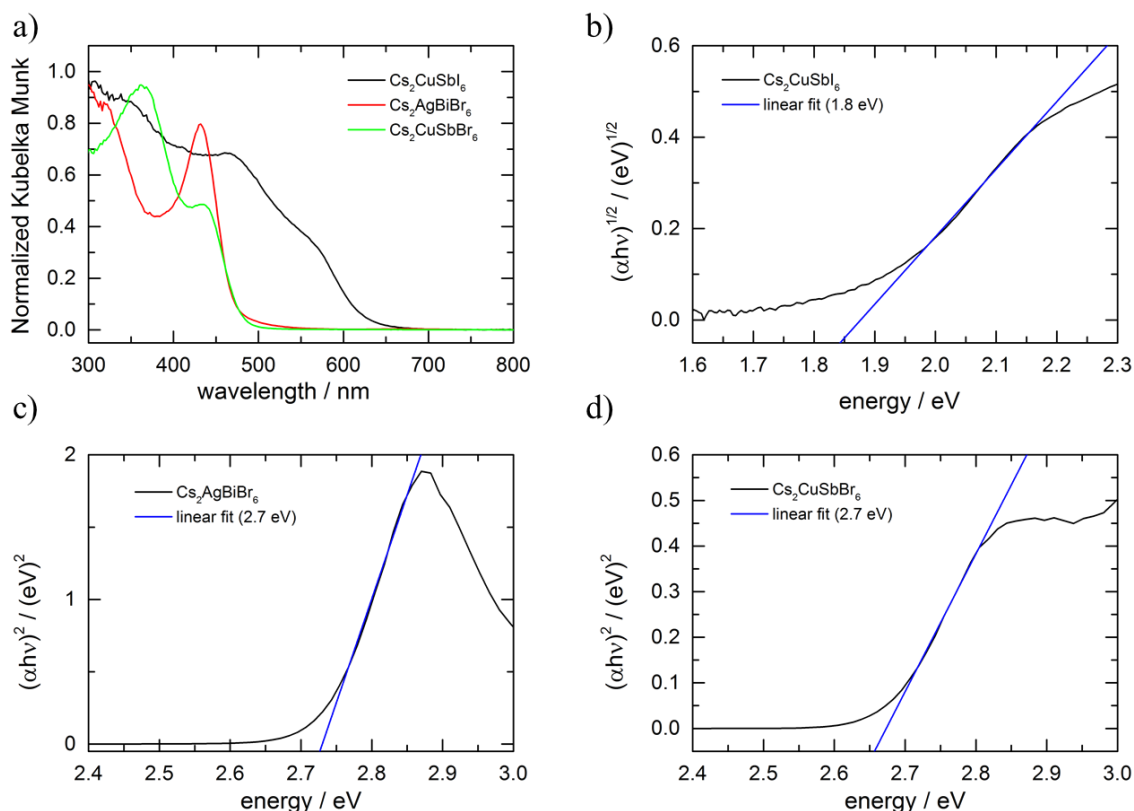 a)
Normalized Kubelka Munk
1.0
0.8
0.6
0.4
0.2
0.0
300 400 500 600 700 800
wavelength / nm
Cs₂CuSbI₆
Cs₂AgBiBr₆
Cs₂CuSbBr₆
b)
(αhν)¹ᐟ² / (eV)¹ᐟ²
0.6
0.4
0.2
0.0
1.6 1.7 1.8 1.9 2.0 2.1 2.2 2.3
energy / eV
Cs₂CuSbI₆
linear fit (1.8 eV)
c)
(αhν)² / (eV)²
2
1
0
2.4 2.5 2.6 2.7 2.8 2.9 3.0
energy / eV
Cs₂AgBiBr₆
linear fit (2.7 eV)
d)
(αhν)² / (eV)²
0.6
0.5
0.4
0.3
0.2
0.1
0.0
2.4 2.5 2.6 2.7 2.8 2.9 3.0
energy / eV
Cs₂CuSbBr₆
linear fit (2.7 eV)